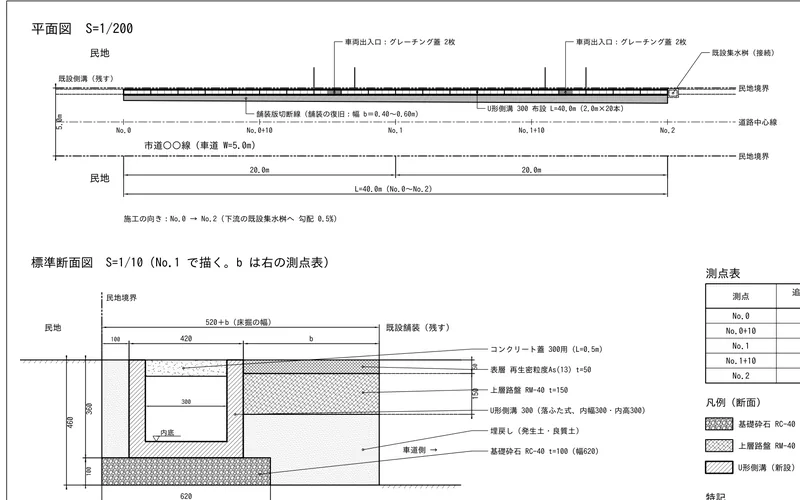 平面図 S=1/200
民地
車両出入口：グレーチング蓋 2枚
車両出入口：グレーチング蓋 2枚
既設集水桝（接続）
既設側溝（残す）
民地境界
U形側溝 300 布設 L=40.0m (2.0m×20本)
舗装版切断線（舗装の復旧：幅 b=0.40～0.60m）
5.0m
道路中心線
No.0
No.0+10
No.1
No.1+10
No.2
市道〇〇線（車道 W=5.0m）
民地境界
民地
20.0m
20.0m
L=40.0m (No.0～No.2)
施工の向き：No.0 → No.2（下流の既設集水桝へ 勾配 0.5%）
標準断面図 S=1/10（No.1 で描く。b は右の測点表）
民地境界
民地
520＋b（床掘の幅）
既設舗装（残す）
100
420
b
コンクリート蓋 300用 (L=0.5m)
表層 再生密粒度As(13) t=50
50
上層路盤 RM-40 t=150
150
300
U形側溝 300（落ふた式、内幅300・内高300）
460
360
内底
埋戻し（発生土・良質土）
車道側 →
基礎砕石 RC-40 t=100（幅620）
100
620
測点表
測点
追
No.0
No.0+10
No.1
No.1+10
No.2
凡例（断面）
基礎砕石 RC-40
上層路盤 RM-40
U形側溝（新設）
特記